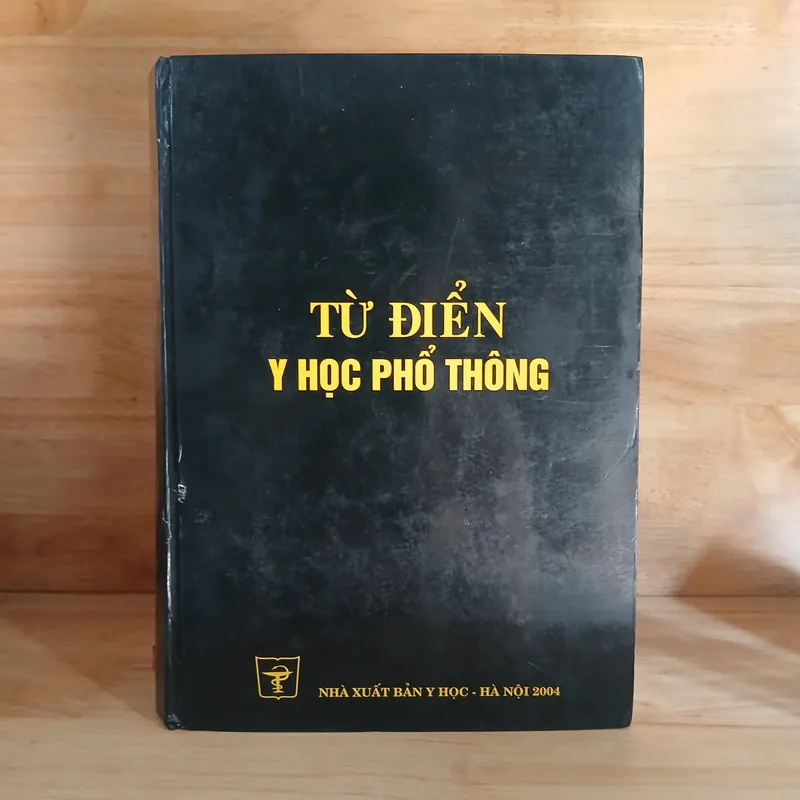 TỪ ĐIỂN
Y HỌC PHỔ THÔNG
NHÀ XUẤT BẢN Y HỌC - HÀ NỘI 2004